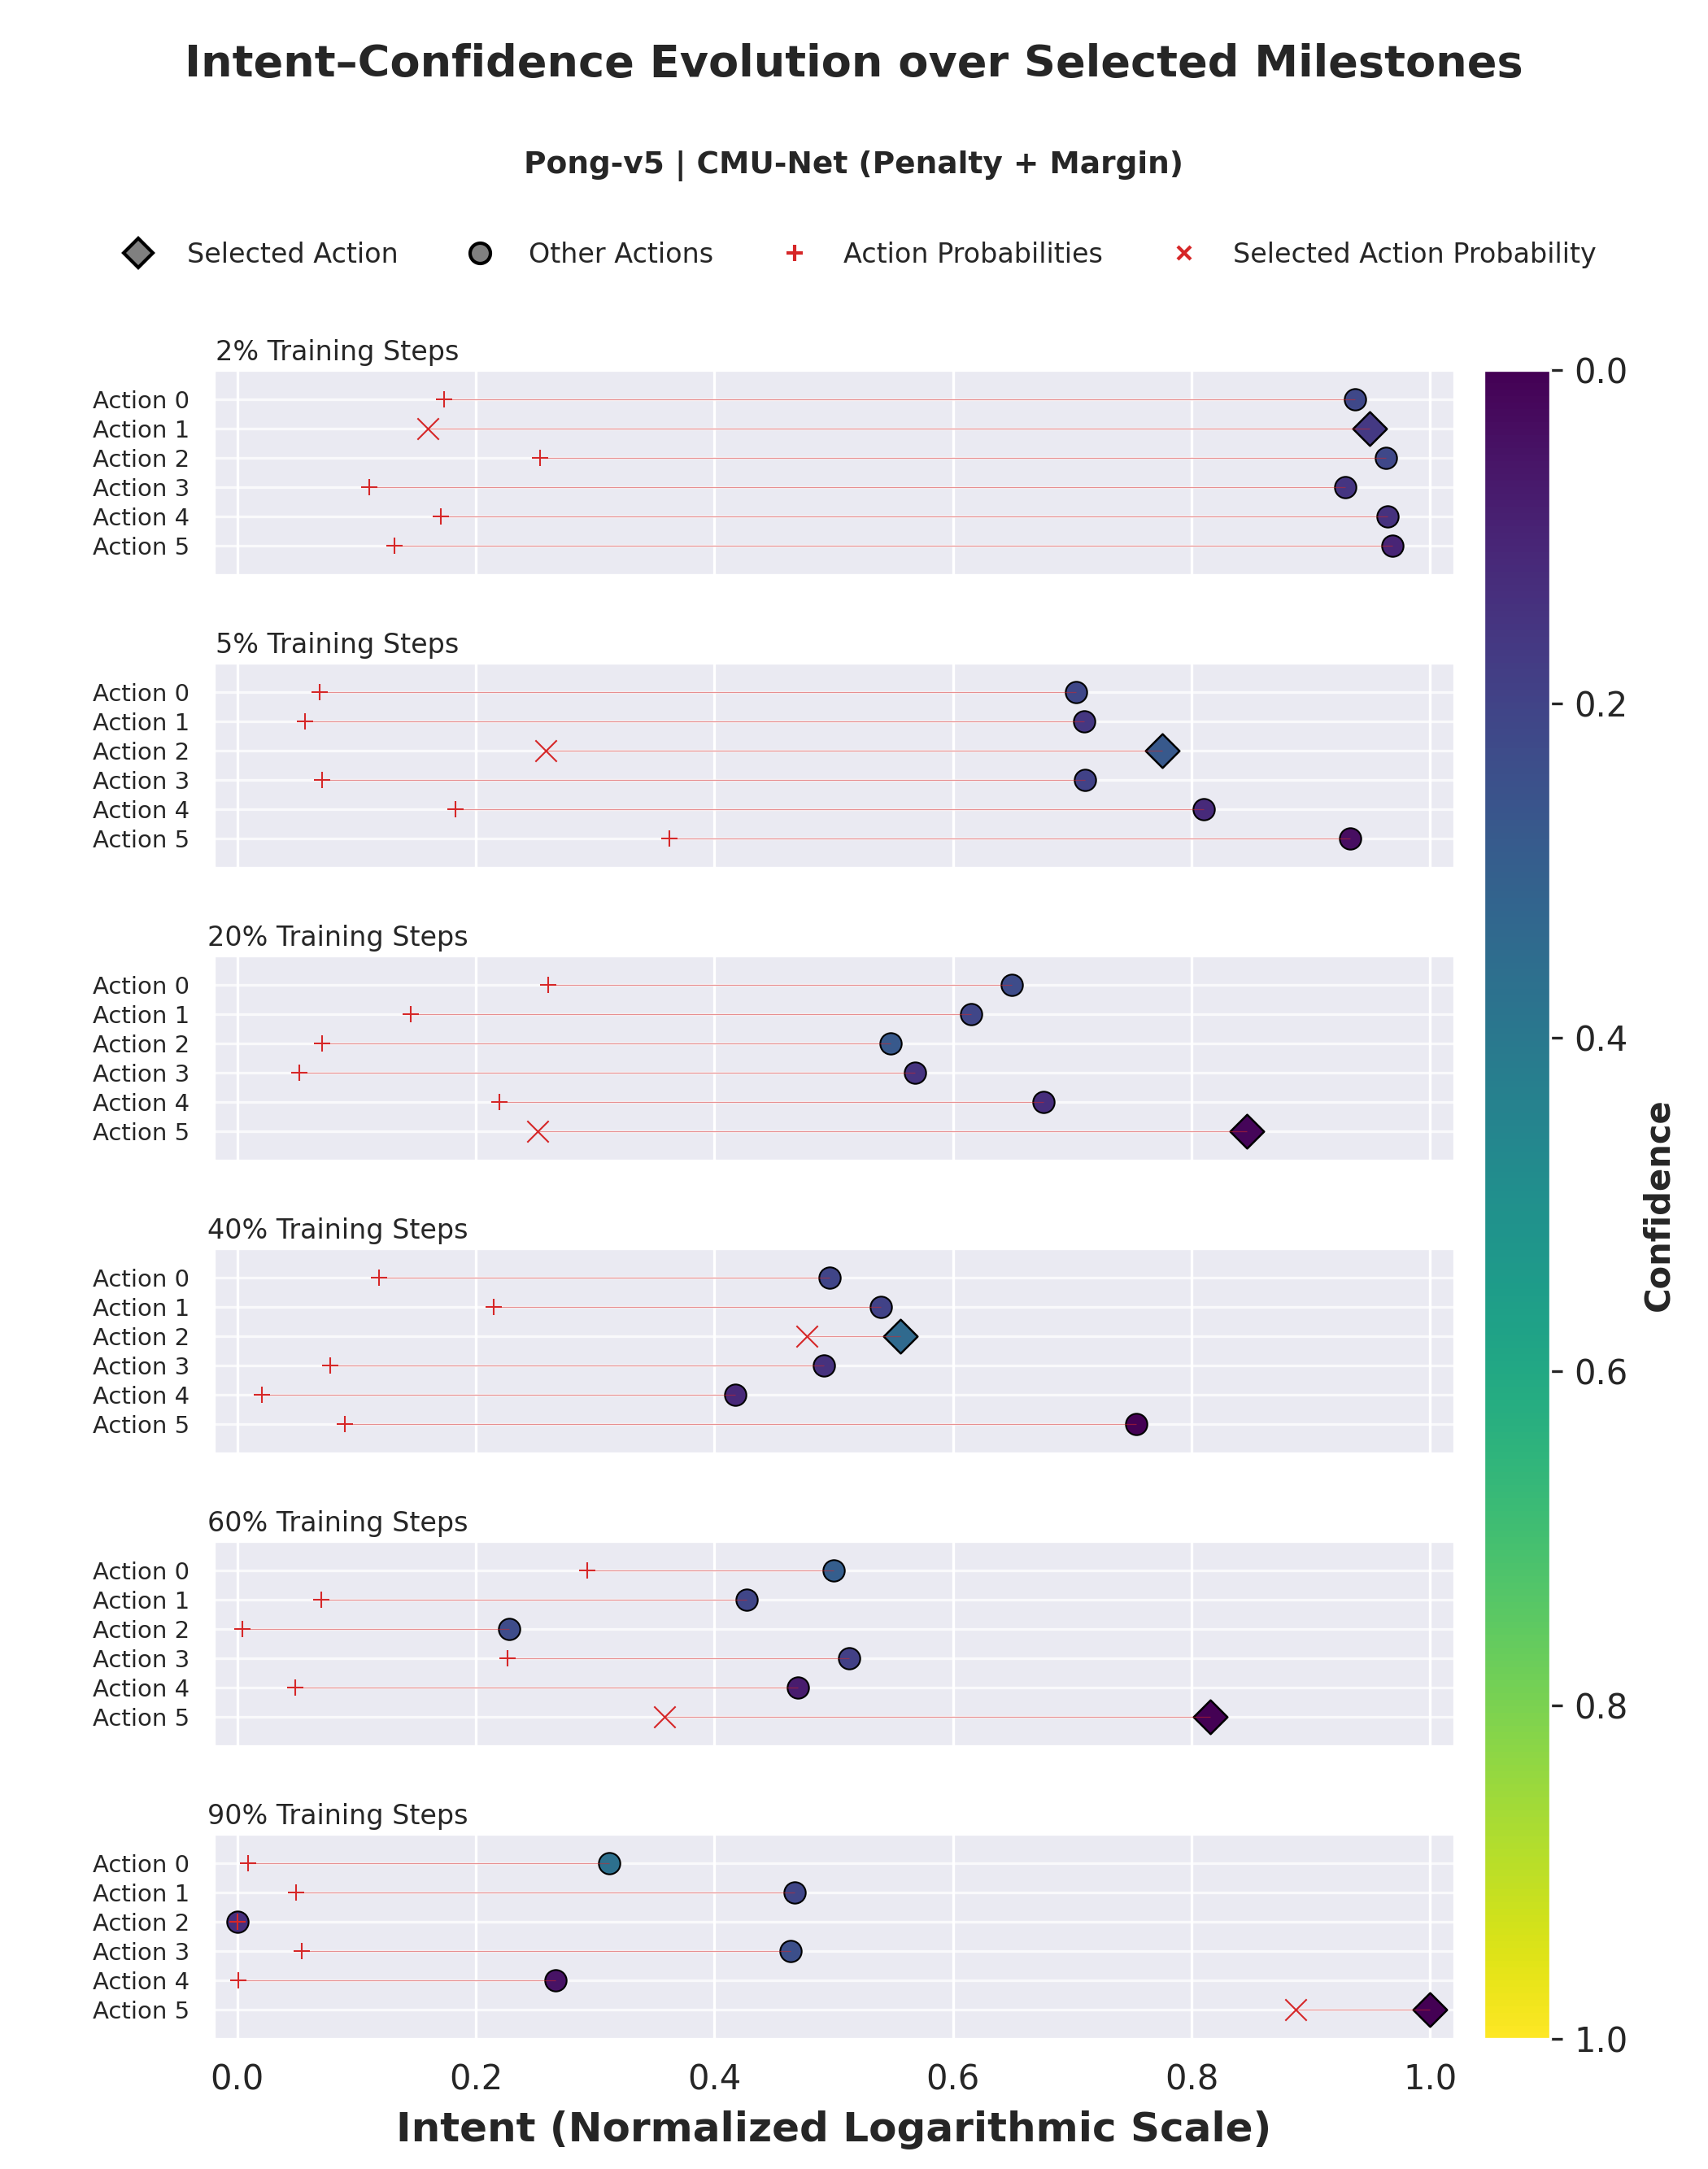 Intent–Confidence Evolution over Selected Milestones
Pong-v5 | CMU-Net (Penalty + Margin)
Selected Action Other Actions Action Probabilities Selected Action Probability
2% Training Steps
Action 0
Action 1
Action 2
Action 3
Action 4
Action 5
5% Training Steps
Action 0
Action 1
Action 2
Action 3
Action 4
Action 5
20% Training Steps
Action 0
Action 1
Action 2
Action 3
Action 4
Action 5
40% Training Steps
Action 0
Action 1
Action 2
Action 3
Action 4
Action 5
60% Training Steps
Action 0
Action 1
Action 2
Action 3
Action 4
Action 5
90% Training Steps
Action 0
Action 1
Action 2
Action 3
Action 4
Action 5
0.0 0.2 0.4 0.6 0.8 1.0
Intent (Normalized Logarithmic Scale)
0.0
0.2
0.4
0.6
0.8
1.0
Confidence